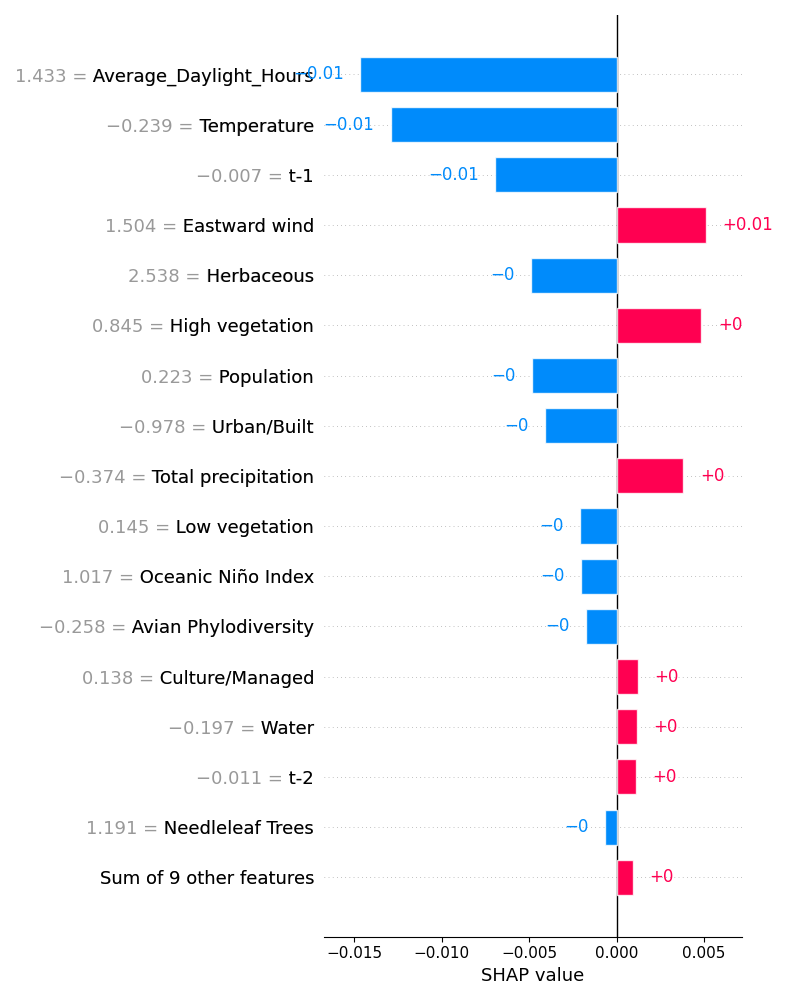 1.433 = Average_Daylight_Hours −0.01
−0.239 = Temperature −0.01
−0.007 = t-1 −0.01
1.504 = Eastward wind +0.01
2.538 = Herbaceous −0
0.845 = High vegetation +0
0.223 = Population −0
−0.978 = Urban/Built −0
−0.374 = Total precipitation +0
0.145 = Low vegetation −0
1.017 = Oceanic Niño Index −0
−0.258 = Avian Phylodiversity −0
0.138 = Culture/Managed +0
−0.197 = Water +0
−0.011 = t-2 +0
1.191 = Needleleaf Trees −0
Sum of 9 other features +0
−0.015 −0.010 −0.005 0.000 0.005
SHAP value